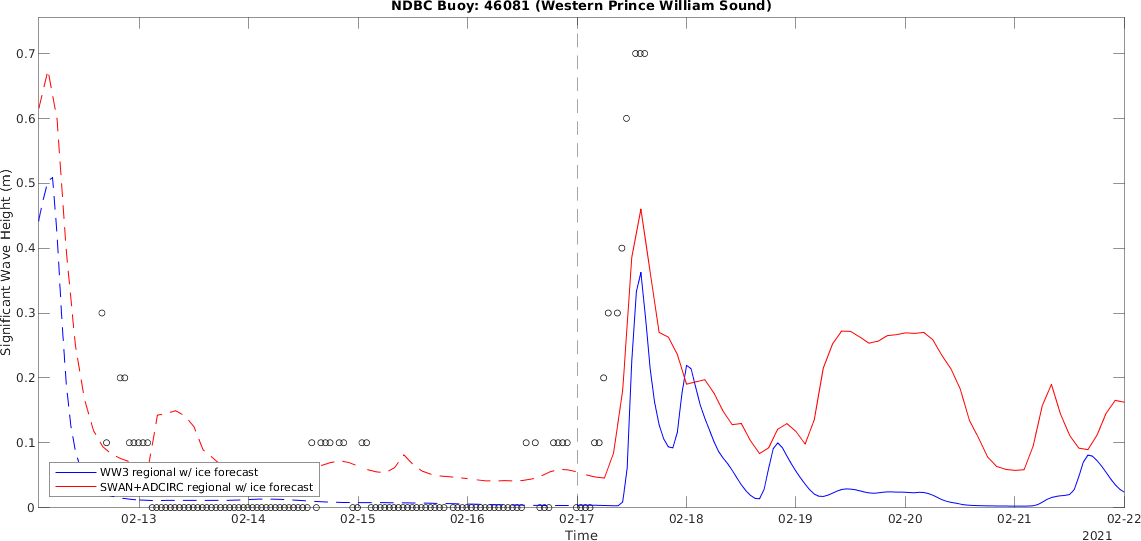 NDBC Buoy: 46081 (Western Prince William Sound)
Significant Wave Height (m)
0.7
0.6
0.5
0.4
0.3
0.2
0.1
0
WW3 regional w/ ice forecast
SWAN+ADCIRC regional w/ ice forecast
02-13 02-14 02-15 02-16 02-17 02-18 02-19 02-20 02-21 02-22
Time
2021